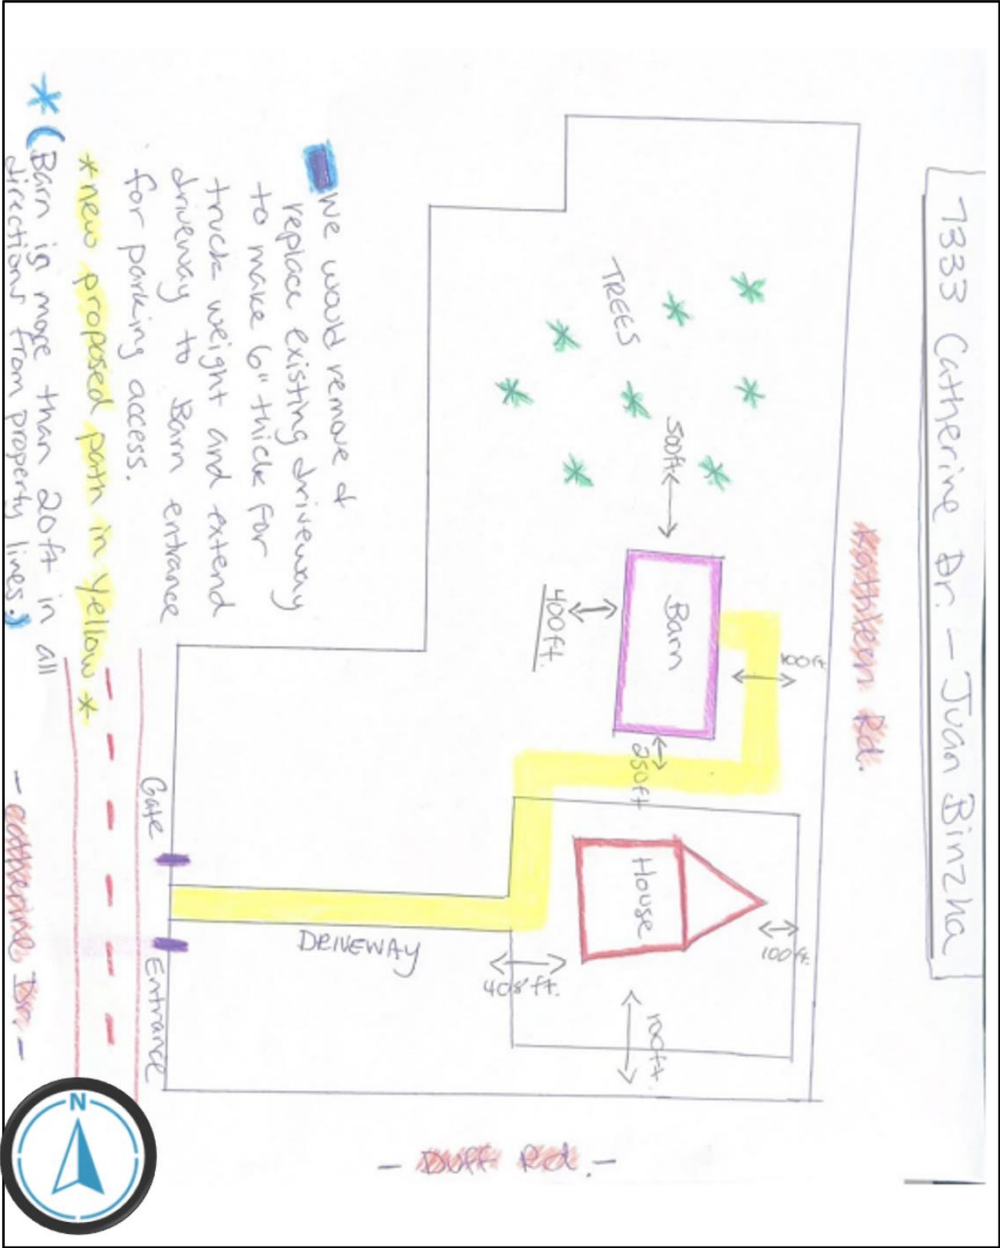 7333 Catherine Dr. - Juan Binzha
Kathleen Rd.
TREES
500ft
Barn
400ft.
100ft
250ft
House
100ft.
408'ft.
100ft
DRIVEWAY
Gate
Entrance
- Duff Rd. -
- Catherine Dr. -
We would remove &
replace existing driveway
to make 6" thick for
truck weight and extend
driveway to Barn entrance
for parking access.
*new proposed path in Yellow*
*(Barn is more than 20ft in all
directions from property lines.)
N